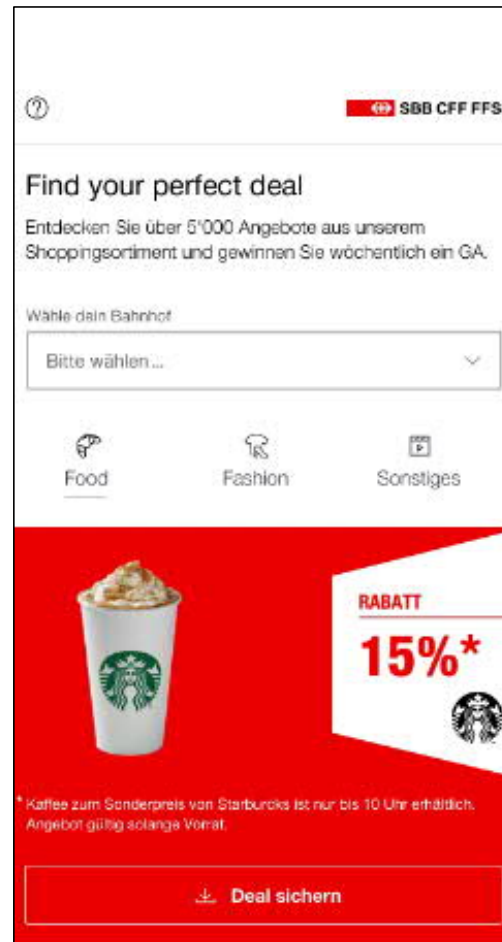 SBB CFF FFS
Find your perfect deal
Entdecken Sie über 5'000 Angebote aus unserem
Shoppingsortiment und gewinnen Sie wöchentlich ein GA.
Wähle dein Bahnhof
Bitte wählen...
Food Fashion Sonstiges
RABATT
15%*
* Kaffee zum Sonderpreis von Starburcks ist nur bis 10 Uhr erhältlich.
Angebot gültig solange Vorrat.
Deal sichern